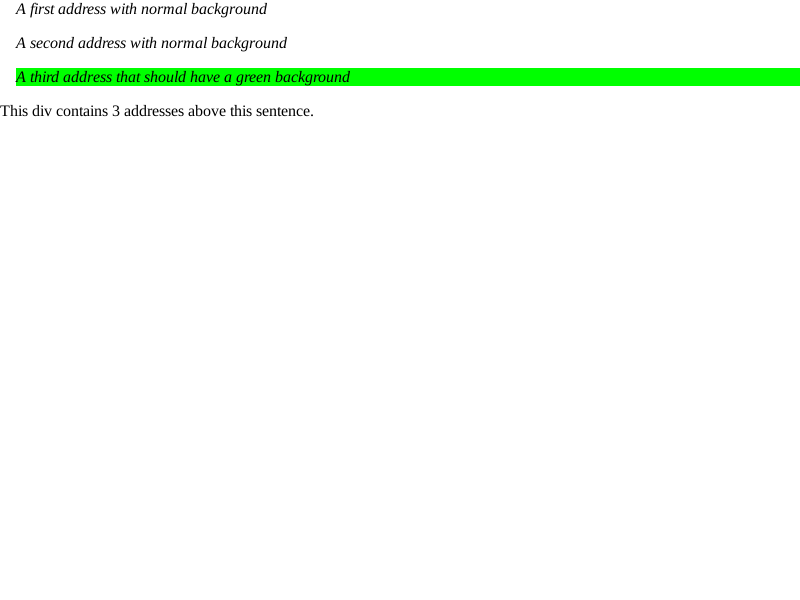 A first address with normal background
A second address with normal background
A third address that should have a green background
This div contains 3 addresses above this sentence.